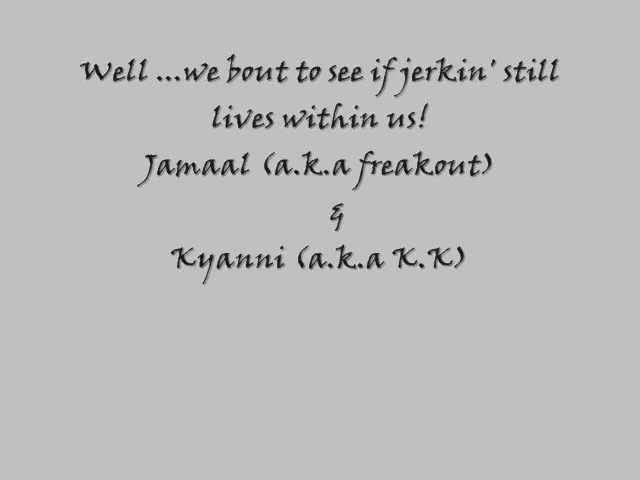 Well ...we bout to see if jerkin' still
lives within us!
Jamaal (a.k.a freakout)
&
Kyanni (a.k.a K.K)